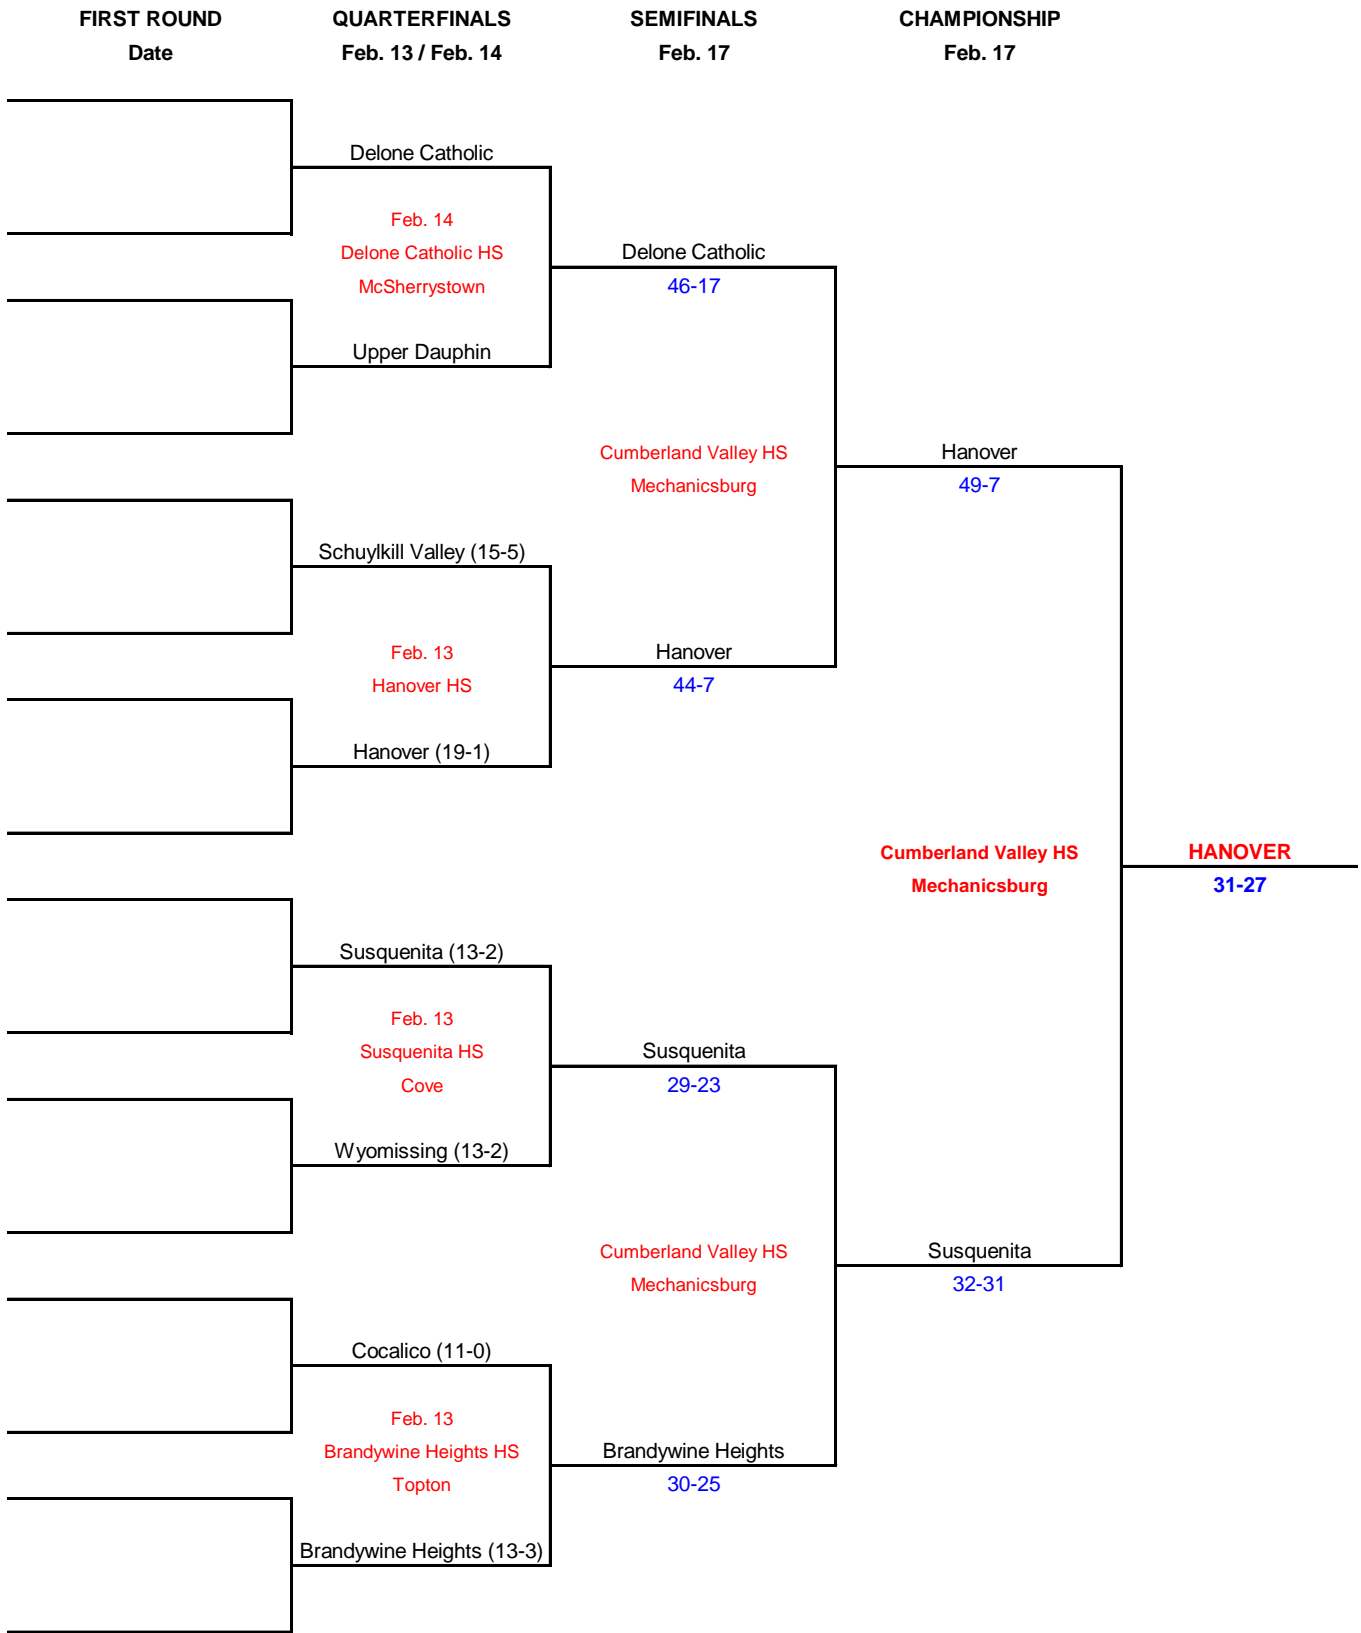 FIRST ROUND
QUARTERFINALS
SEMIFINALS
CHAMPIONSHIP
Date
Feb. 13 / Feb. 14
Feb. 17
Feb. 17
Delone Catholic
Feb. 14
Delone Catholic HS
McSherrystown
Upper Dauphin
Schuylkill Valley (15-5)
Feb. 13
Hanover HS
Hanover (19-1)
Susquenita (13-2)
Feb. 13
Susquenita HS
Cove
Wyomissing (13-2)
Cocalico (11-0)
Feb. 13
Brandywine Heights HS
Topton
Brandywine Heights (13-3)
Delone Catholic
46-17
Cumberland Valley HS
Mechanicsburg
Hanover
44-7
Susquenita
29-23
Cumberland Valley HS
Mechanicsburg
Brandywine Heights
30-25
Hanover
49-7
Cumberland Valley HS
Mechanicsburg
Susquenita
32-31
HANOVER
31-27